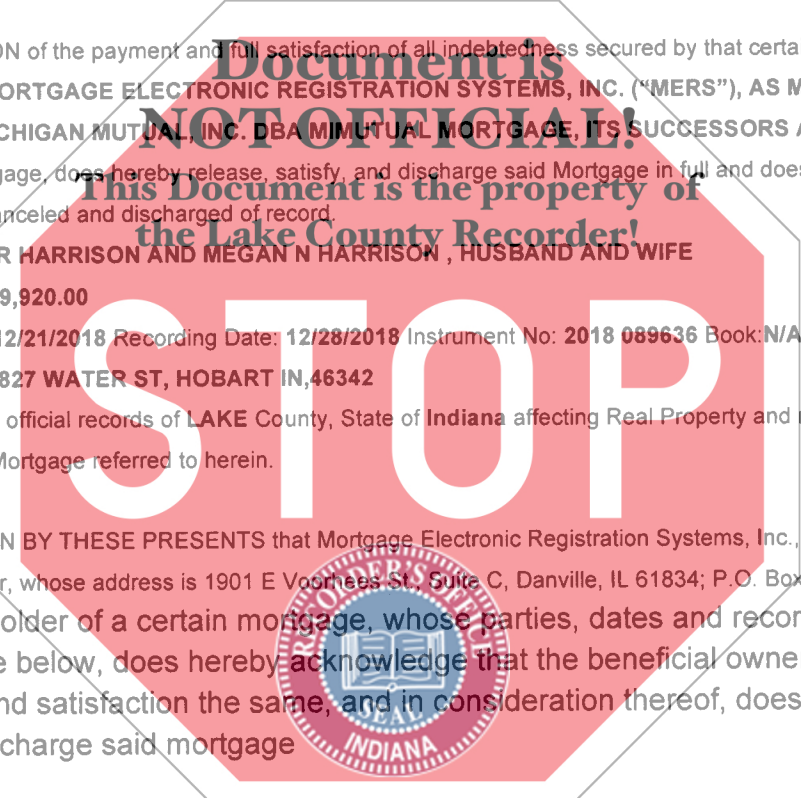 Document is
NOT OFFICIAL!
This Document is the property of
the Lake County Recorder!
STOP
RECORDER'S OFFICE
SEAL
INDIANA
ON of the payment and full satisfaction of all indebtedness secured by that certa
ORTGAGE ELECTRONIC REGISTRATION SYSTEMS, INC. (“MERS”), AS M
CHIGAN MUTUAL, INC. DBA MIMUTUAL MORTGAGE, ITS SUCCESSORS A
gage, does hereby release, satisfy, and discharge said Mortgage in full and does
anceled and discharged of record.
R HARRISON AND MEGAN N HARRISON , HUSBAND AND WIFE
9,920.00
12/21/2018 Recording Date: 12/28/2018 Instrument No: 2018 089636 Book:N/A
827 WATER ST, HOBART IN,46342
official records of LAKE County, State of Indiana affecting Real Property and
Mortgage referred to herein.
N BY THESE PRESENTS that Mortgage Electronic Registration Systems, Inc.,
r, whose address is 1901 E Voorhees St., Suite C, Danville, IL 61834; P.O. Box
older of a certain mortgage, whose parties, dates and recor
e below, does hereby acknowledge that the beneficial owne
nd satisfaction the same, and in consideration thereof, does
charge said mortgage